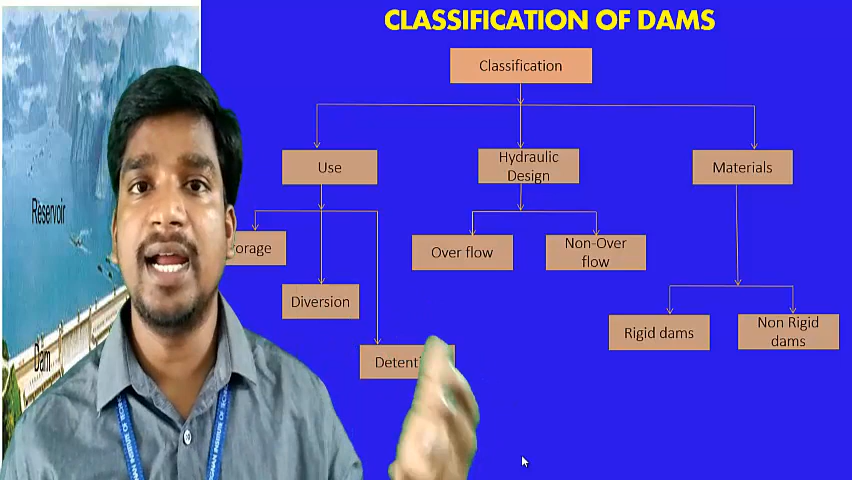 CLASSIFICATION OF DAMS
Classification
Use
Hydraulic
Design
Materials
Reservoir
orage
Over flow
Non-Over
flow
Diversion
Dam
Detenti
Rigid dams
Non Rigid
dams